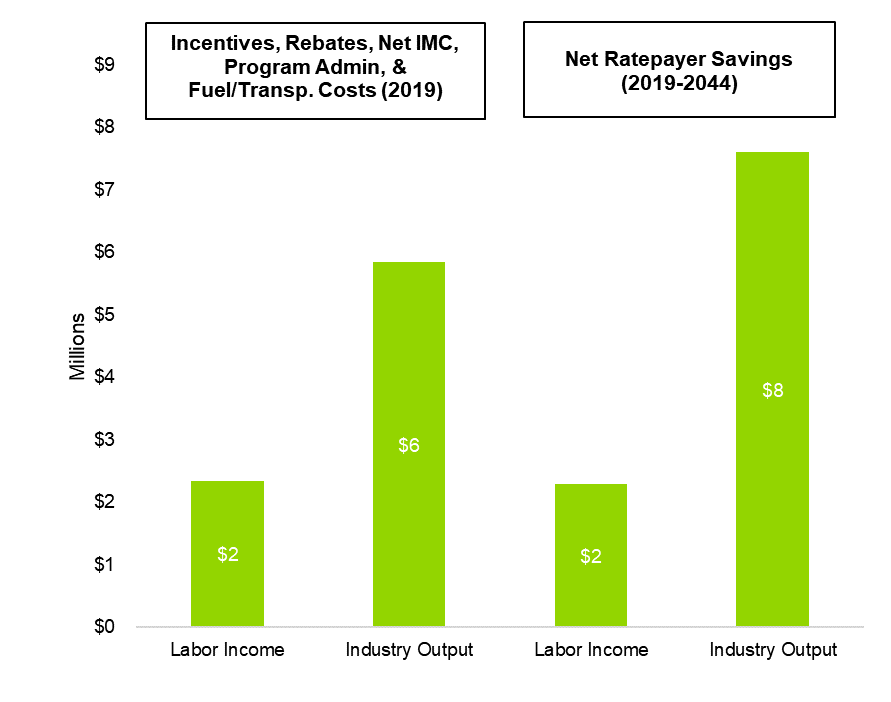 Incentives, Rebates, Net IMC,
Program Admin, &
Fuel/Transp. Costs (2019)
Net Ratepayer Savings
(2019-2044)
Millions
$9
$8
$7
$6
$5
$4
$3
$2
$1
$0
$2
$6
$2
$8
Labor Income
Industry Output
Labor Income
Industry Output